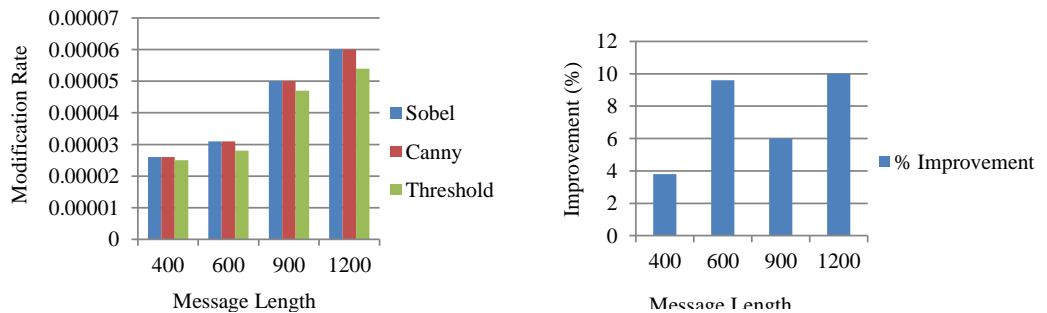 0.00007
0.00006
0.00005
0.00004
0.00003
0.00002
0.00001
0
Modification Rate
400 600 900 1200
Message Length
Sobel
Canny
Threshold
12
10
8
6
4
2
0
Improvement (%)
400 600 900 1200
Message Length
% Improvement